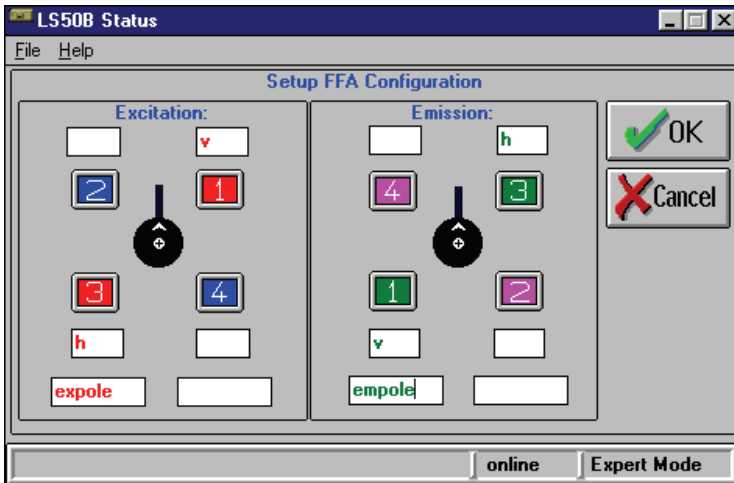 LS50B Status
File Help
Setup FFA Configuration
Excitation:
v
2 1
3 4
h
expole
Emission:
h
4 3
1 2
v
empole
OK
Cancel
online
Expert Mode